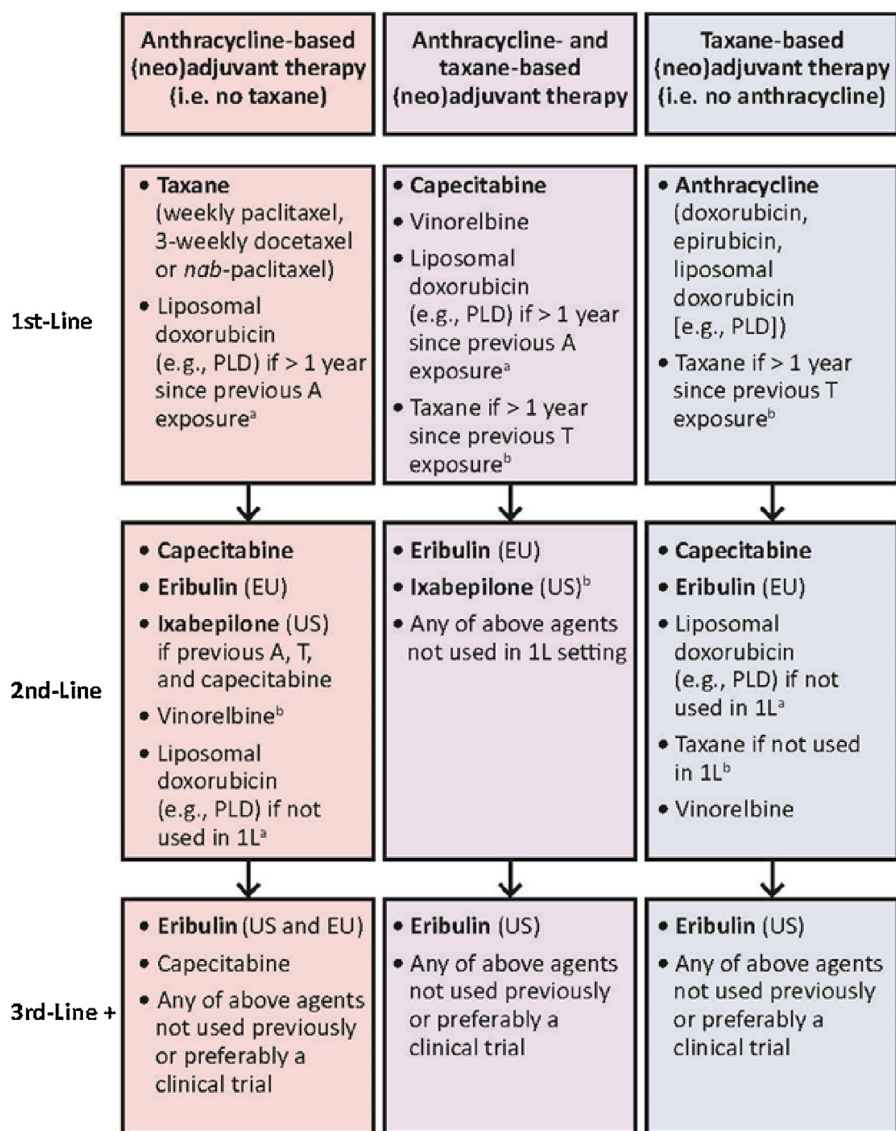 Anthracycline-based
(neo)adjuvant therapy
(i.e. no taxane)
Anthracycline- and
taxane-based
(neo)adjuvant therapy
Taxane-based
(neo)adjuvant therapy
(i.e. no anthracycline)
1st-Line
• Taxane
(weekly paclitaxel,
3-weekly docetaxel
or nab-paclitaxel)
• Liposomal
doxorubicin
(e.g., PLD) if > 1 year
since previous A
exposureᵃ
• Capecitabine
• Vinorelbine
• Liposomal
doxorubicin
(e.g., PLD) if > 1 year
since previous A
exposureᵃ
• Taxane if > 1 year
since previous T
exposureᵇ
• Anthracycline
(doxorubicin,
epirubicin,
liposomal
doxorubicin
[e.g., PLD])
• Taxane if > 1 year
since previous T
exposureᵇ
2nd-Line
• Capecitabine
• Eribulin (EU)
• Ixabepilone (US)
if previous A, T,
and capecitabine
• Vinorelbineᵇ
• Liposomal
doxorubicin
(e.g., PLD) if not
used in 1Lᵃ
• Eribulin (EU)
• Ixabepilone (US)ᵇ
• Any of above agents
not used in 1L setting
• Capecitabine
• Eribulin (EU)
• Liposomal
doxorubicin
(e.g., PLD) if not
used in 1Lᵃ
• Taxane if not used
in 1Lᵇ
• Vinorelbine
3rd-Line +
• Eribulin (US and EU)
• Capecitabine
• Any of above agents
not used previously
or preferably a
clinical trial
• Eribulin (US)
• Any of above agents
not used previously
or preferably a
clinical trial
• Eribulin (US)
• Any of above agents
not used previously
or preferably a
clinical trial